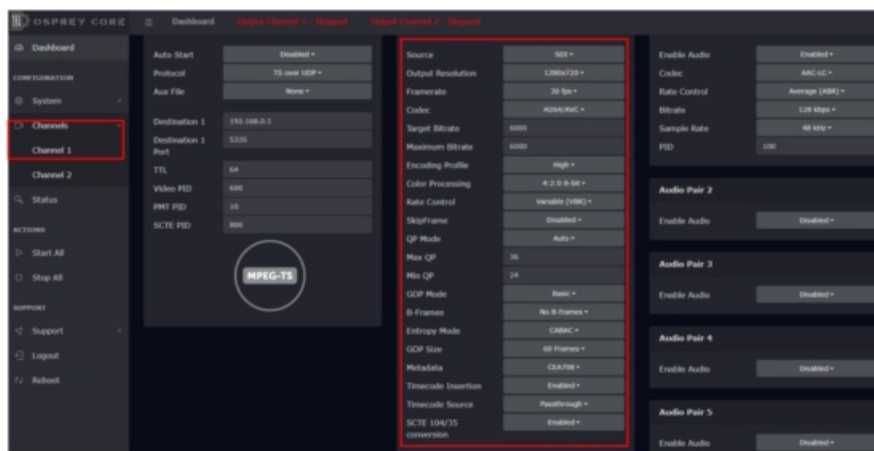 OSPREY CORE
Dashboard
Output Channel 1 - Stopped
Output Channel 2 - Stopped
Dashboard
CONFIGURATION
System
Channels
Channel 1
Channel 2
Status
ACTIONS
Start All
Stop All
SUPPORT
Support
Logout
Reboot
Auto Start Disabled
Protocol TS over UDP
Aux File None
Destination 1 192.168.0.1
Destination 1 Port 5335
TTL 64
Video PID 600
PMT PID 10
SCTE PID 800
MPEG-TS
Source SDI
Output Resolution 1280x720
Framerate 30 fps
Codec H264/AVC
Target Bitrate 6000
Maximum Bitrate 6000
Encoding Profile High
Color Processing 4:2:0 8-bit
Rate Control Variable (VBR)
SkipFrame Disabled
QP Mode Auto
Max QP 36
Min QP 24
GOP Mode Basic
B-Frames No B-frames
Entropy Mode CABAC
GOP Size 60 Frames
Metadata CEA708
Timecode Insertion Enabled
Timecode Source Passthrough
SCTE 104/35 conversion Enabled
Enable Audio Enabled
Codec AAC-LC
Rate Control Average (ABR)
Bitrate 128 kbps
Sample Rate 48 kHz
PID 100
Audio Pair 2
Enable Audio Disabled
Audio Pair 3
Enable Audio Disabled
Audio Pair 4
Enable Audio Disabled
Audio Pair 5
Enable Audio Disabled